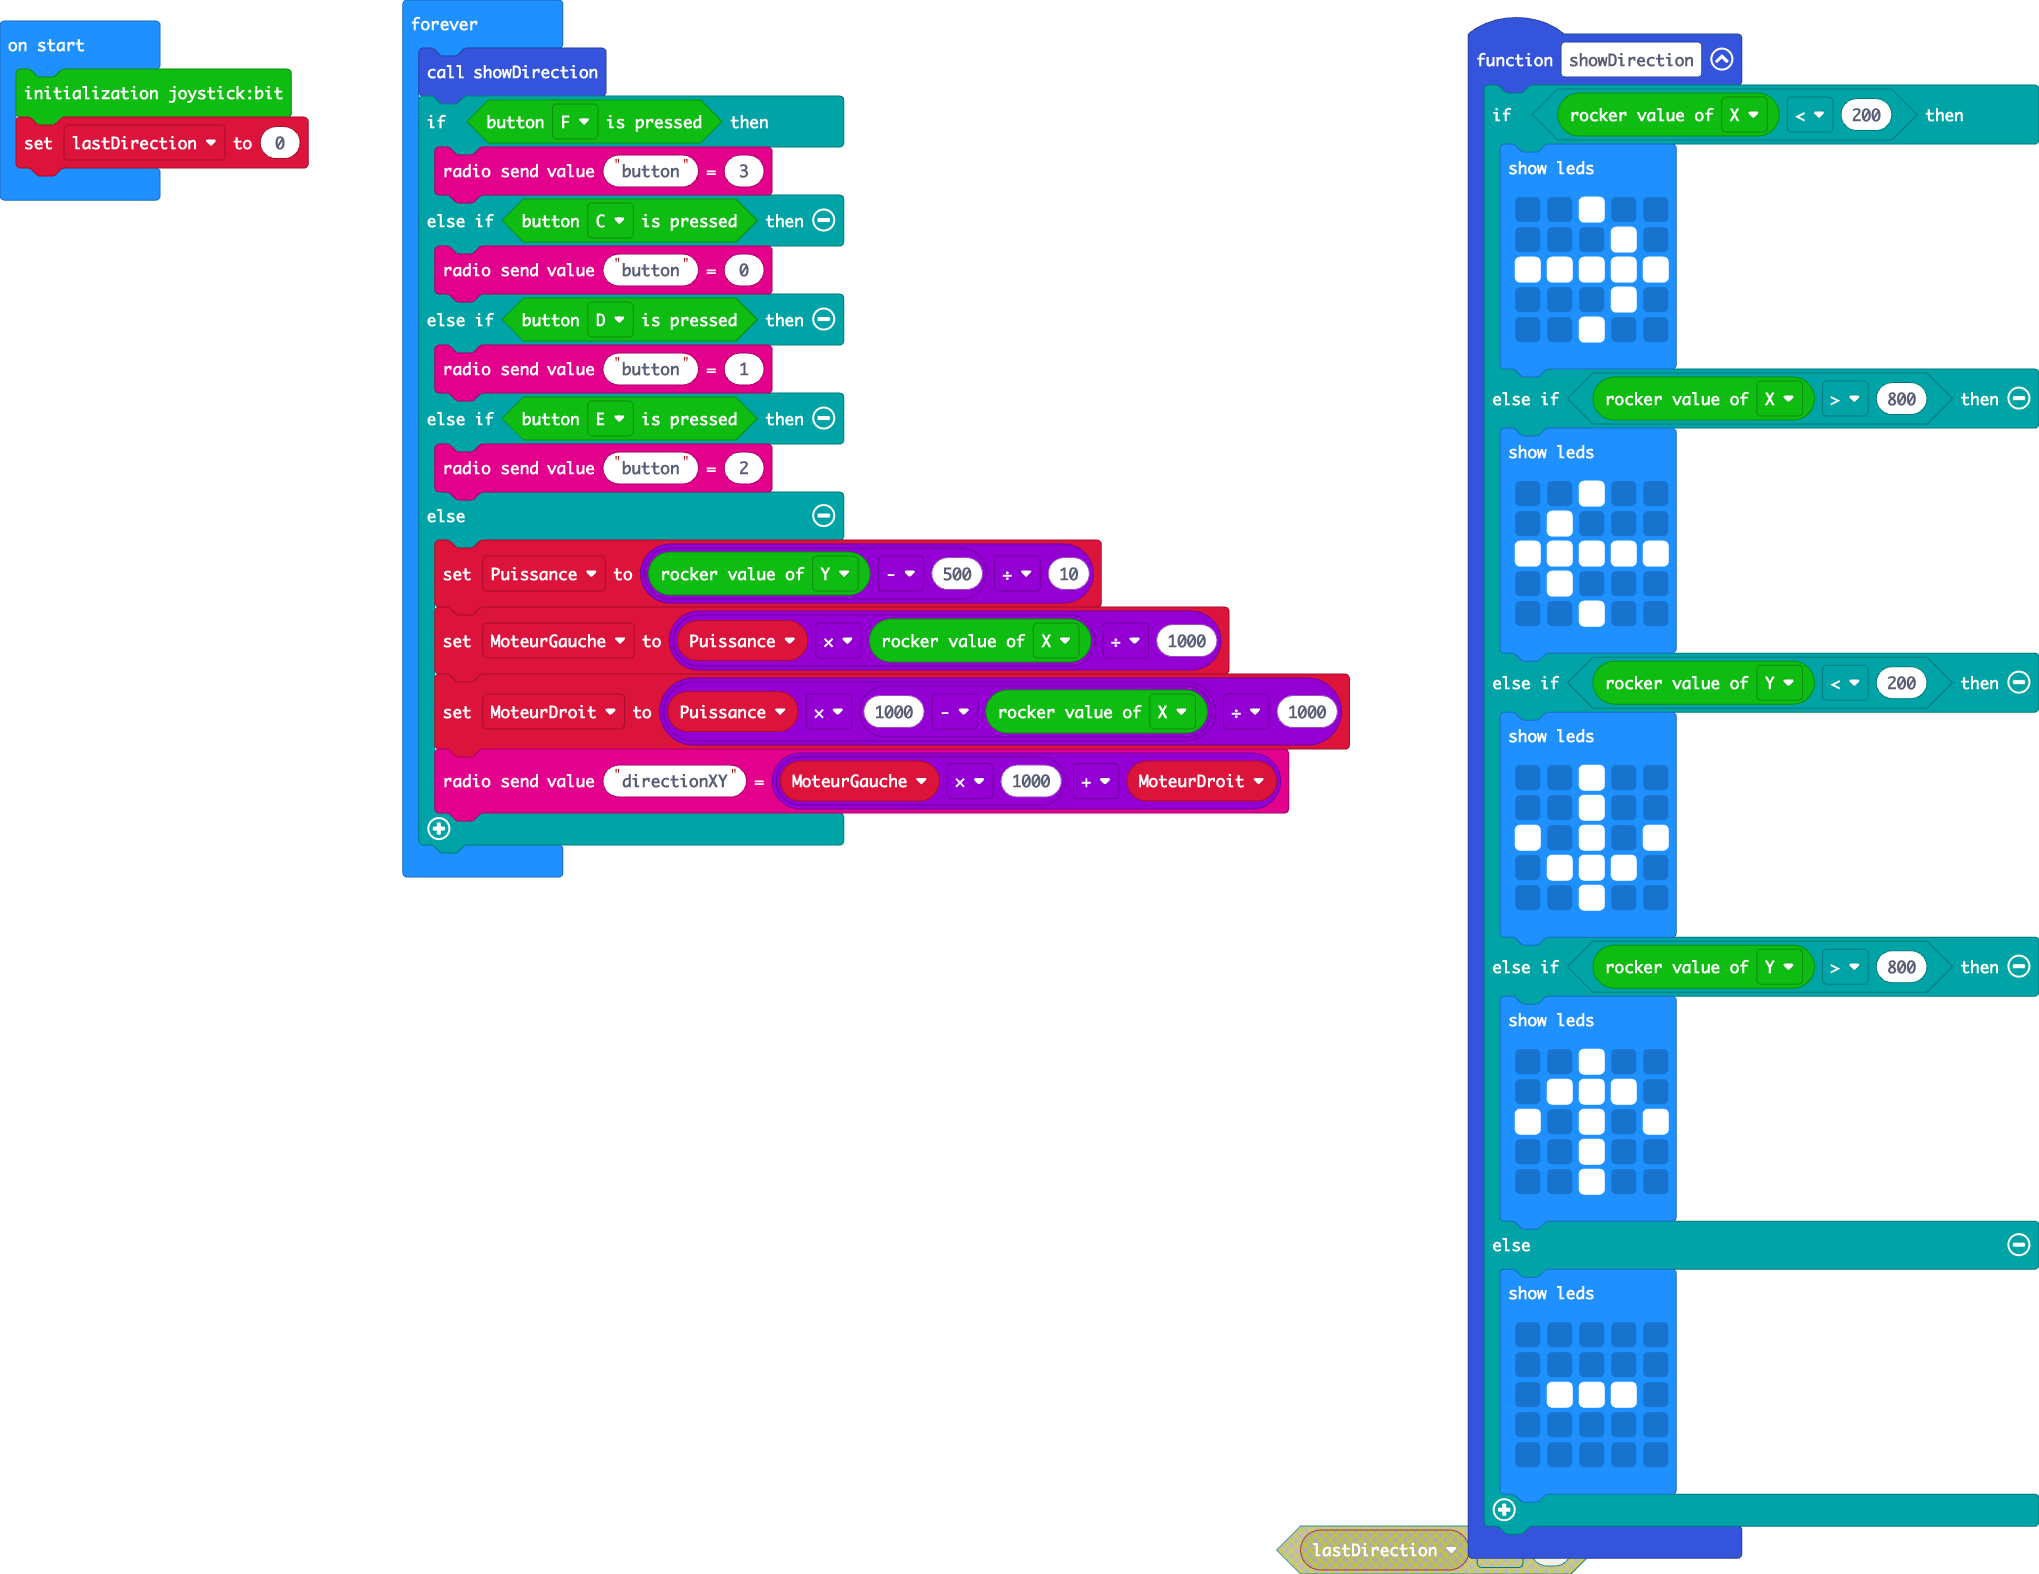 on start
initialization joystick:bit
set lastDirection to 0
forever
call showDirection
if button F is pressed then
radio send value "button" = 3
else if button C is pressed then
radio send value "button" = 0
else if button D is pressed then
radio send value "button" = 1
else if button E is pressed then
radio send value "button" = 2
else
set Puissance to rocker value of Y - 500 ÷ 10
set MoteurGauche to Puissance × rocker value of X ÷ 1000
set MoteurDroit to Puissance × 1000 - rocker value of X ÷ 1000
radio send value "directionXY" = MoteurGauche × 1000 + MoteurDroit
function showDirection
if rocker value of X < 200 then
show leds
else if rocker value of X > 800 then
show leds
else if rocker value of Y < 200 then
show leds
else if rocker value of Y > 800 then
show leds
else
show leds
lastDirection